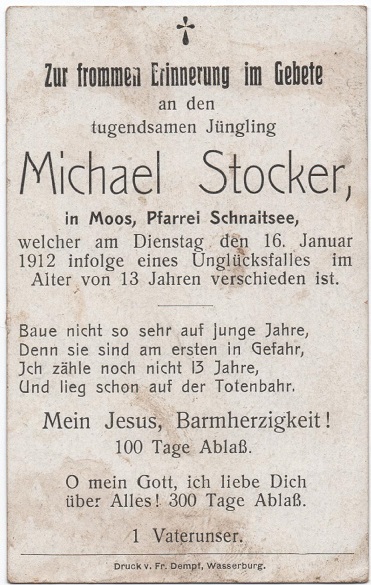 Zur frommen Erinnerung im Gebete
an den
tugendsamen Jüngling
Michael Stocker,
in Moos, Pfarrei Schnaitsee,
welcher am Dienstag den 16. Januar
1912 infolge eines Unglücksfalles im
Alter von 13 Jahren verschieden ist.
Baue nicht so sehr auf junge Jahre,
Denn sie sind am ersten in Gefahr,
Jch zähle noch nicht 13 Jahre,
Und lieg schon auf der Totenbahr.
Mein Jesus, Barmherzigkeit!
100 Tage Ablaß.
O mein Gott, ich liebe Dich
über Alles! 300 Tage Ablaß.
1 Vaterunser.
Druck v. Fr. Dempf, Wasserburg.